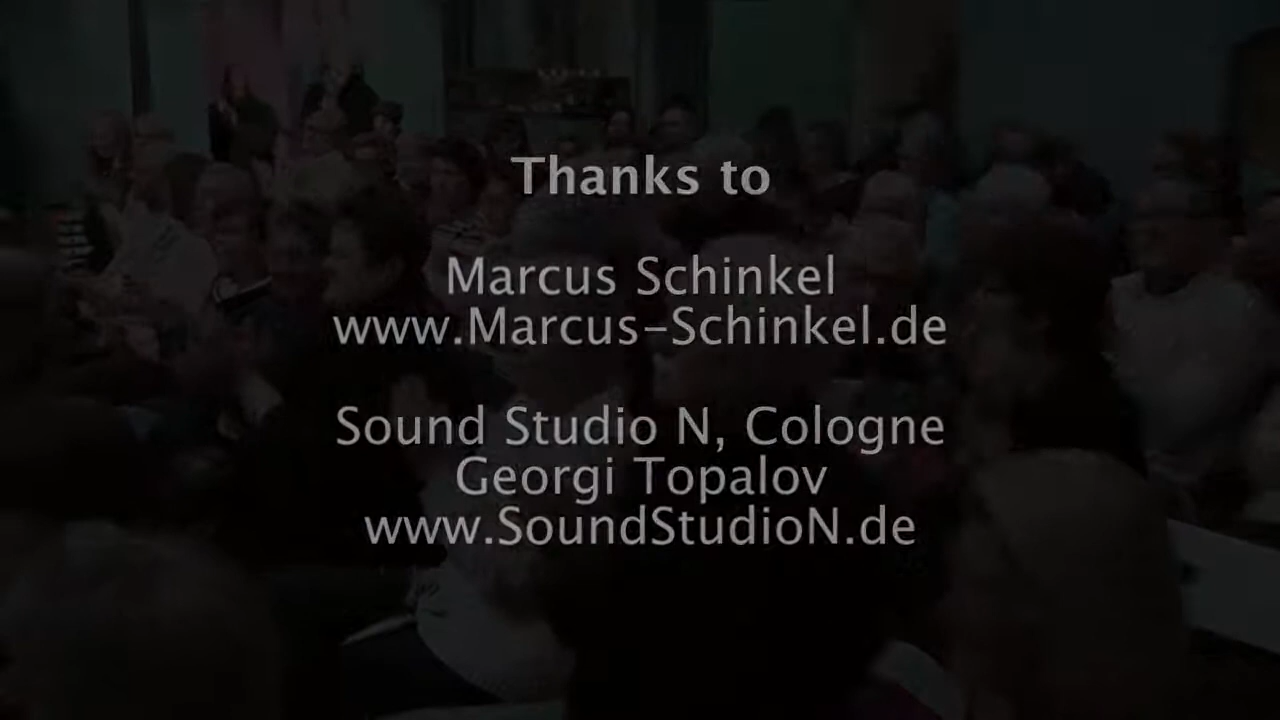 Thanks to
Marcus Schinkel
www.Marcus-Schinkel.de
Sound Studio N, Cologne
Georgi Topalov
www.SoundStudioN.de